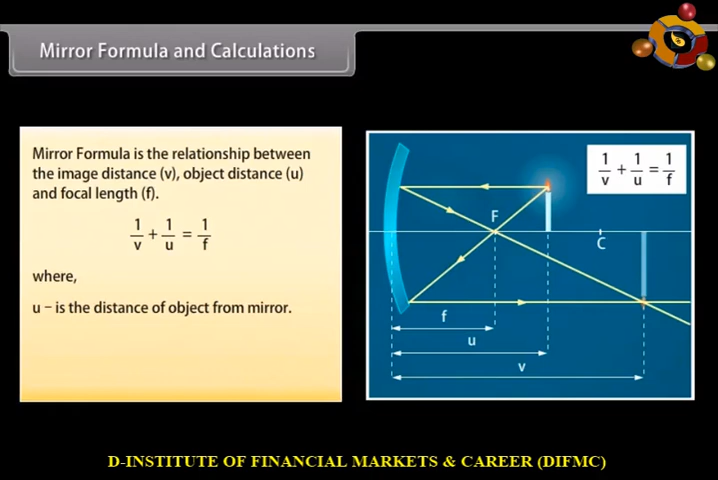 Mirror Formula and Calculations
Mirror Formula is the relationship between
the image distance (v), object distance (u)
and focal length (f).
1/v + 1/u = 1/f
where,
u – is the distance of object from mirror.
1/v + 1/u = 1/f
F
C
f
u
v
D-INSTITUTE OF FINANCIAL MARKETS & CAREER (DIFMC)